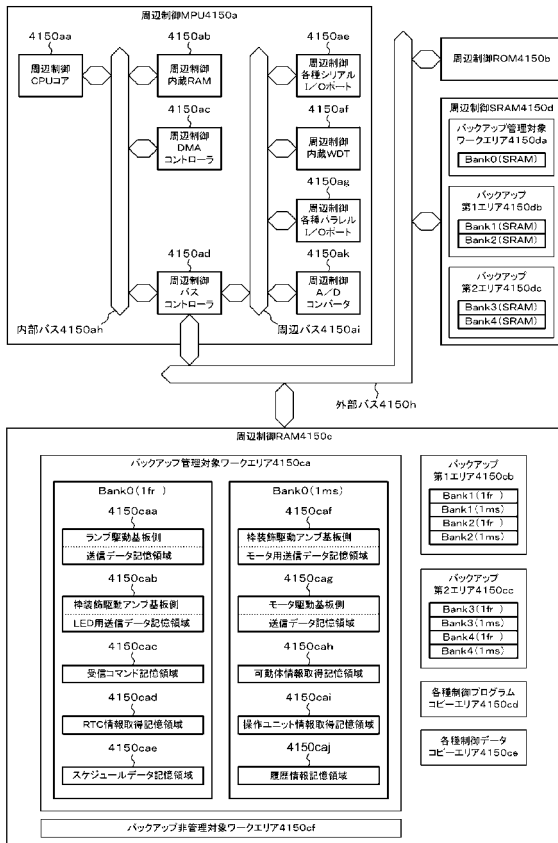 周辺制御MPU4150a
4150aa
周辺制御
CPUコア
4150ab
周辺制御
内蔵RAM
4150ac
周辺制御
DMA
コントローラ
4150ad
周辺制御
バス
コントローラ
4150ae
周辺制御
各種シリアル
I/Oポート
4150af
周辺制御
内蔵WDT
4150ag
周辺制御
各種パラレル
I/Oポート
4150ak
周辺制御
A/D
コンバータ
内部バス4150ah
周辺バス4150ai
外部バス4150h
周辺制御ROM4150b
周辺制御SRAM4150d
バックアップ管理対象
ワークエリア4150da
Bank0(SRAM)
バックアップ
第1エリア4150db
Bank1(SRAM)
Bank2(SRAM)
バックアップ
第2エリア4150dc
Bank3(SRAM)
Bank4(SRAM)
周辺制御RAM4150c
バックアップ管理対象ワークエリア4150ca
Bank0(1fr )
4150caa
ランプ駆動基板側
送信データ記憶領域
4150cab
枠装飾駆動アンプ基板側
LED用送信データ記憶領域
4150cac
受信コマンド記憶領域
4150cad
RTC情報取得記憶領域
4150cae
スケジュールデータ記憶領域
Bank0(1ms)
4150caf
枠装飾駆動アンプ基板側
モータ用送信データ記憶領域
4150cag
モータ駆動基板側
送信データ記憶領域
4150cah
可動体情報取得記憶領域
4150cai
操作ユニット情報取得記憶領域
4150caj
履歴情報記憶領域
バックアップ
第1エリア4150cb
Bank1(1fr )
Bank1(1ms)
Bank2(1fr )
Bank2(1ms)
バックアップ
第2エリア4150cc
Bank3(1fr )
Bank3(1ms)
Bank4(1fr )
Bank4(1ms)
各種制御プログラム
コピーエリア4150cd
各種制御データ
コピーエリア4150ce
バックアップ非管理対象ワークエリア4150cf